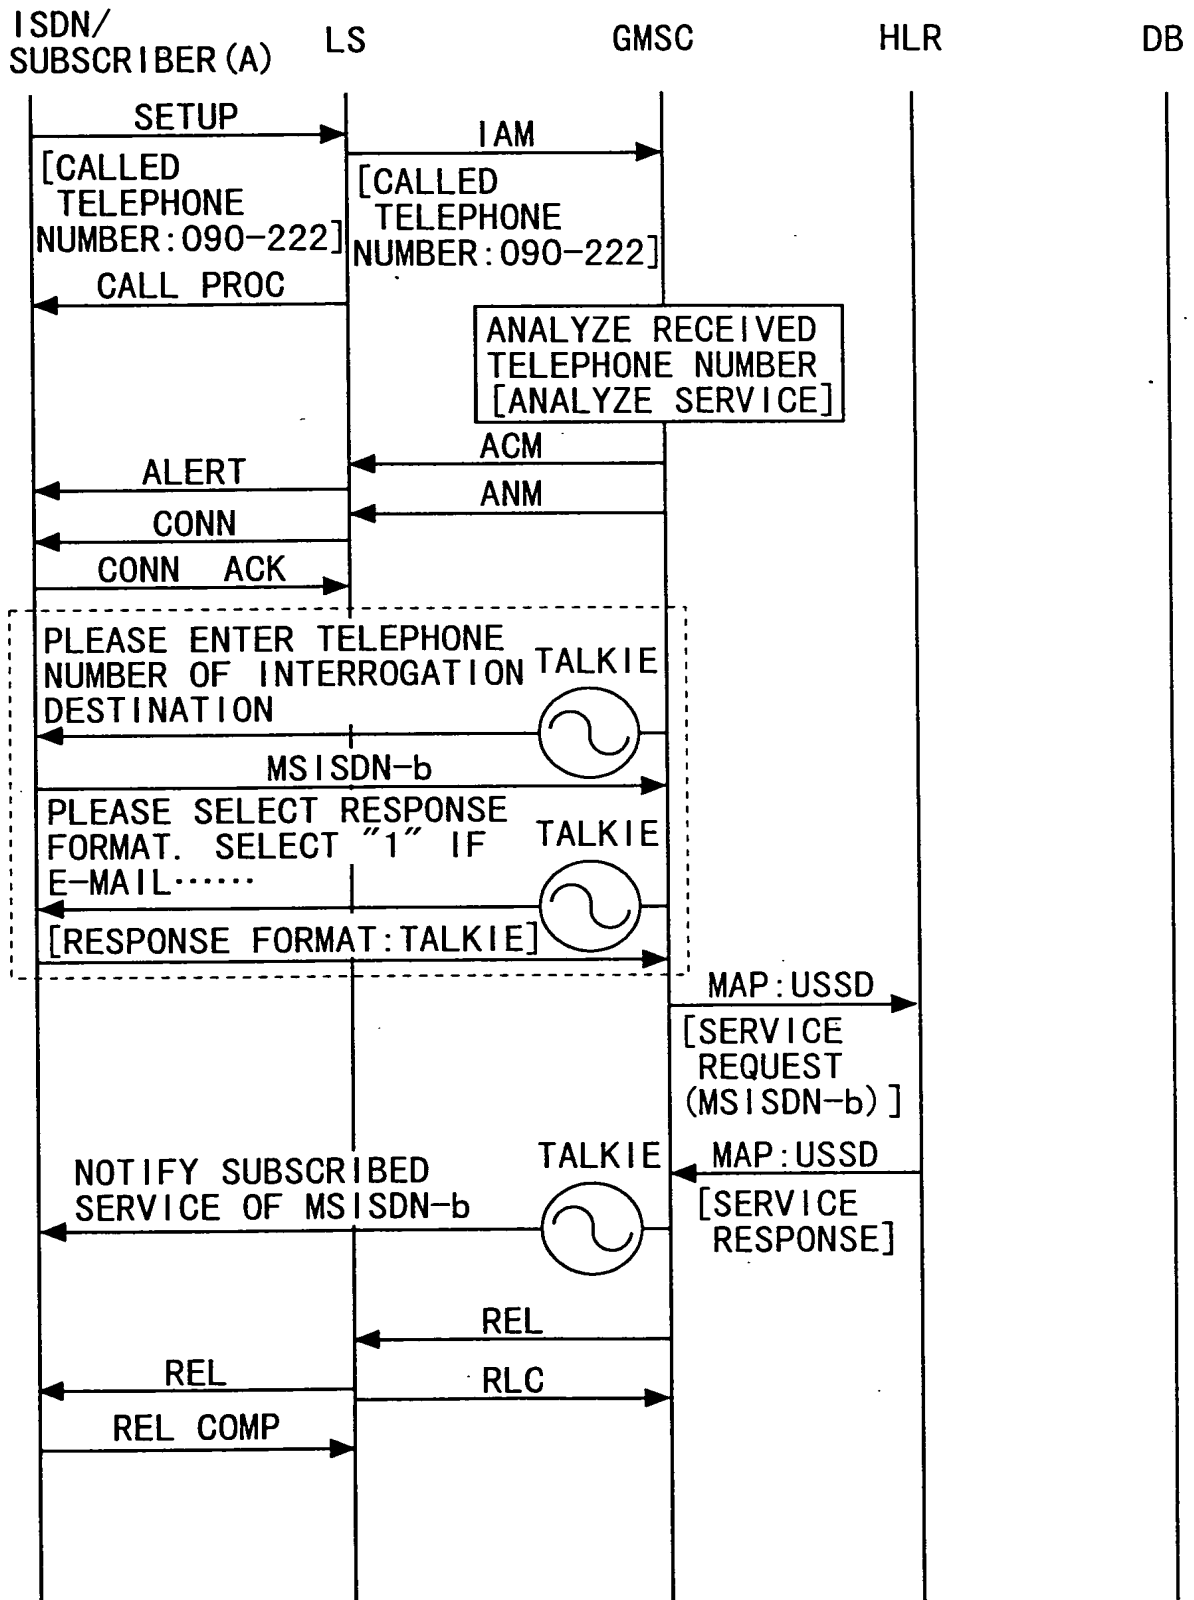 ISDN/
SUBSCRIBER(A)
LS
GMSC
HLR
DB
SETUP
IAM
[CALLED
TELEPHONE
NUMBER:090-222]
[CALLED
TELEPHONE
NUMBER:090-222]
CALL PROC
ANALYZE RECEIVED
TELEPHONE NUMBER
[ANALYZE SERVICE]
ACM
ALERT
ANM
CONN
CONN ACK
PLEASE ENTER TELEPHONE
NUMBER OF INTERROGATION
DESTINATION
TALKIE
MSISDN-b
PLEASE SELECT RESPONSE
FORMAT. SELECT "1" IF
E-MAIL······
TALKIE
[RESPONSE FORMAT:TALKIE]
MAP:USSD
[SERVICE
REQUEST
(MSISDN-b)]
TALKIE
MAP:USSD
NOTIFY SUBSCRIBED
SERVICE OF MSISDN-b
[SERVICE
RESPONSE]
REL
REL
RLC
REL COMP